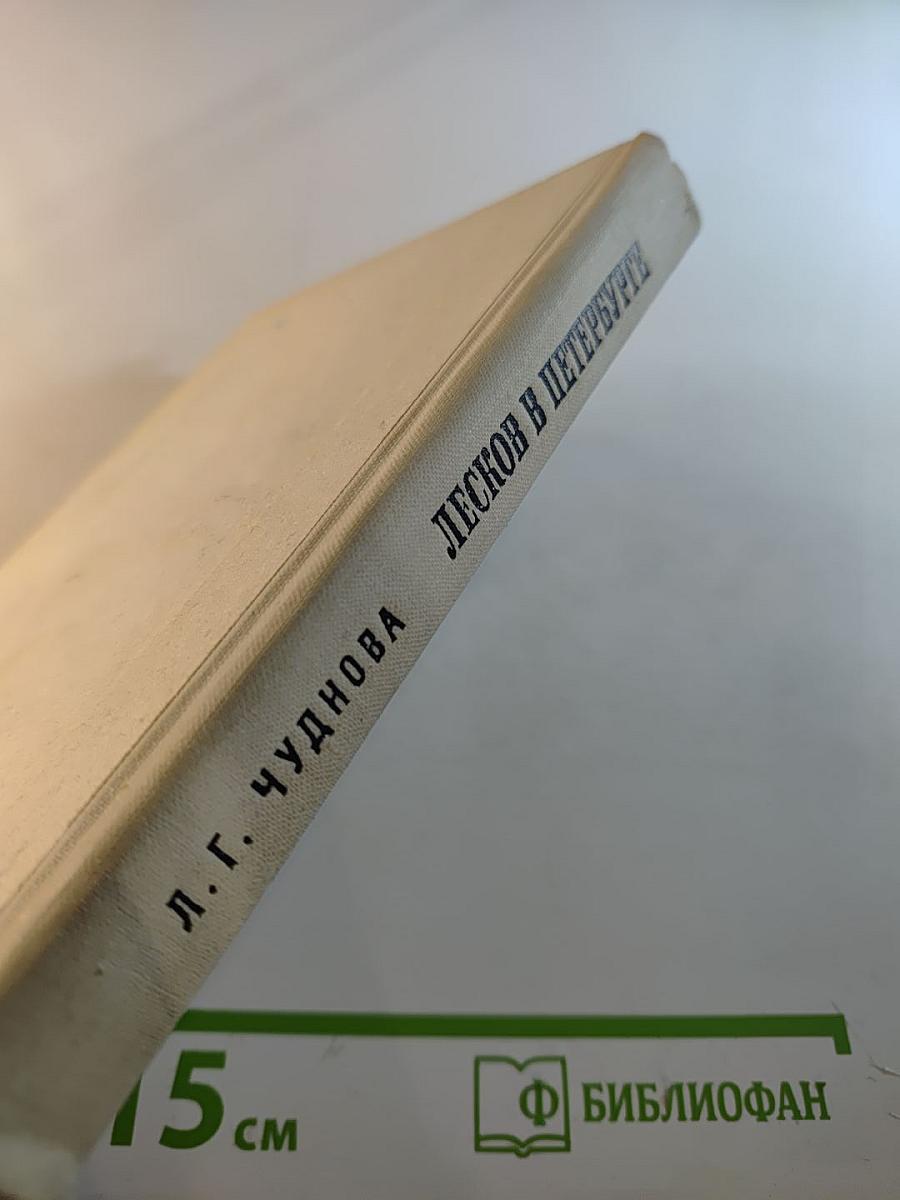 Л. Г. ЧУДНОВА ЛЕСКОВ В ПЕТЕРБУРГЕ
15 см
Ф БИБЛИОФАН